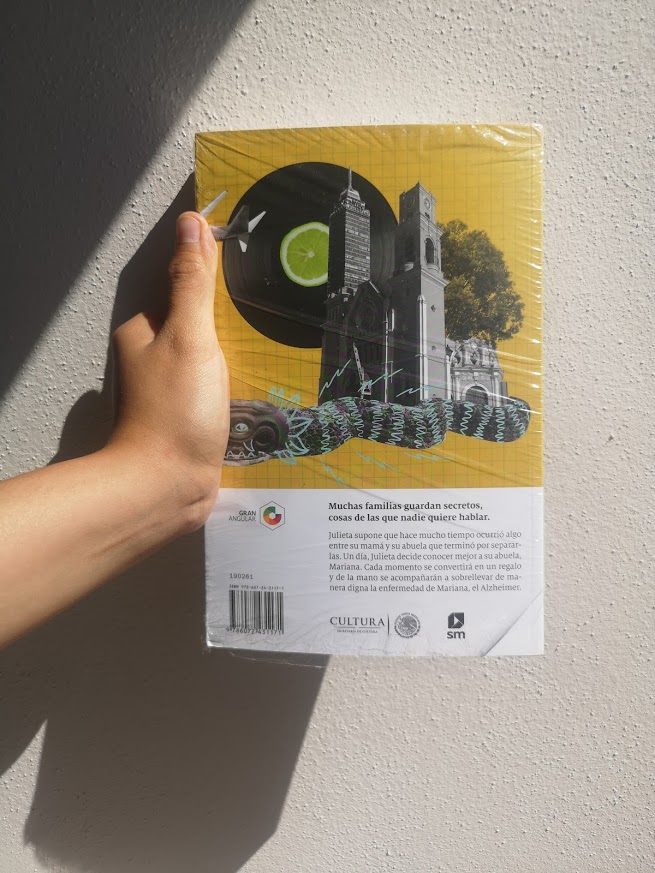 Muchas familias guardan secretos,
cosas de las que nadie quiere hablar.
Julieta supone que hace mucho tiempo ocurrió algo
entre su mamá y su abuela que terminó por separar-
las. Un día, Julieta decide conocer mejor a su abuela,
Mariana. Cada momento se convertirá en un regalo
y de la mano se acompañarán a sobrellevar de ma-
nera digna la enfermedad de Mariana, el Alzheimer.
GRAN
ANGULAR
190261
CULTURA
SECRETARÍA DE CULTURA
sm